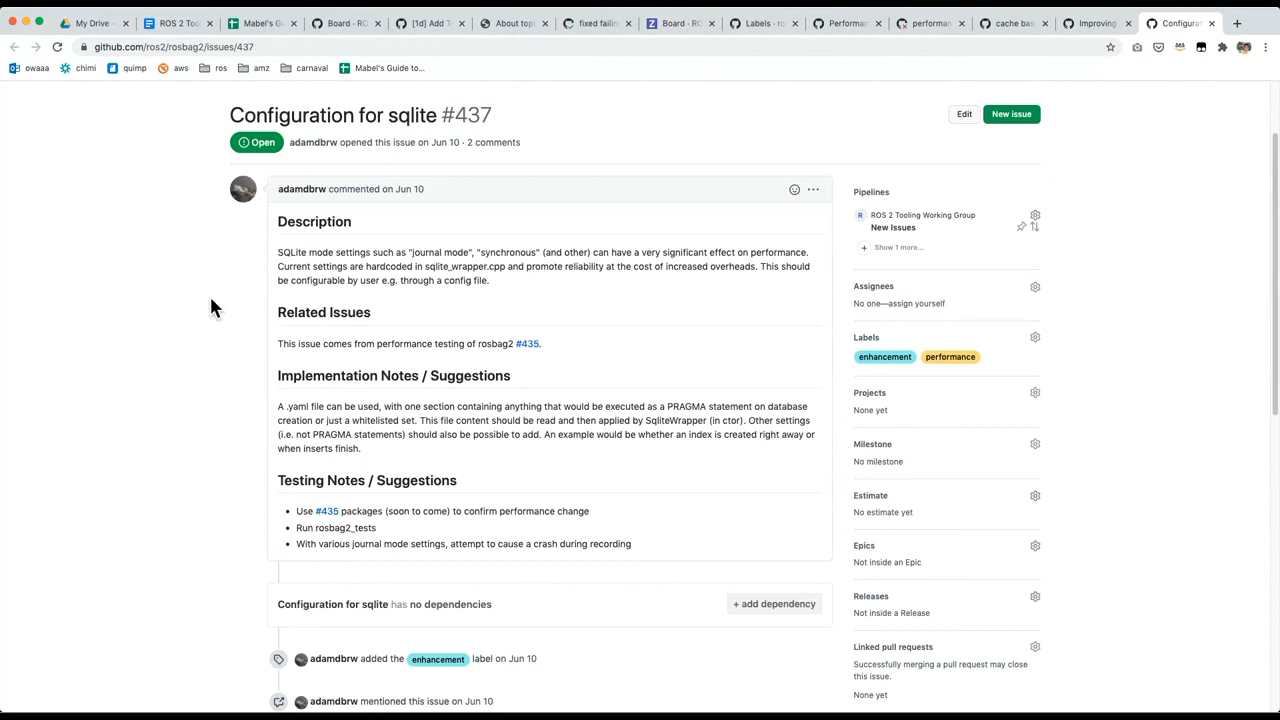 My Drive -
ROS 2 Tool
Mabel's Gu
Board · RO
[1d] Add T
About topi
fixed failin
Board · RO
Labels · ro
Performan
performan
cache bas
Improving
Configurat
github.com/ros2/rosbag2/issues/437
owaaa
chimi
quimp
aws
ros
amz
carnaval
Mabel's Guide to...
Configuration for sqlite #437
Edit
New issue
Open
adamdbrw opened this issue on Jun 10 · 2 comments
adamdbrw commented on Jun 10
Description
SQLite mode settings such as "journal mode", "synchronous" (and other) can have a very significant effect on performance.
Current settings are hardcoded in sqlite_wrapper.cpp and promote reliability at the cost of increased overheads. This should
be configurable by user e.g. through a config file.
Related Issues
This issue comes from performance testing of rosbag2 #435.
Implementation Notes / Suggestions
A .yaml file can be used, with one section containing anything that would be executed as a PRAGMA statement on database
creation or just a whitelisted set. This file content should be read and then applied by SqliteWrapper (in ctor). Other settings
(i.e. not PRAGMA statements) should also be possible to add. An example would be whether an index is created right away or
when inserts finish.
Testing Notes / Suggestions
• Use #435 packages (soon to come) to confirm performance change
• Run rosbag2_tests
• With various journal mode settings, attempt to cause a crash during recording
Configuration for sqlite has no dependencies
+ add dependency
adamdbrw added the enhancement label on Jun 10
adamdbrw mentioned this issue on Jun 10
Pipelines
R ROS 2 Tooling Working Group
New Issues
+ Show 1 more...
Assignees
No one—assign yourself
Labels
enhancement
performance
Projects
None yet
Milestone
No milestone
Estimate
No estimate yet
Epics
Not inside an Epic
Releases
Not inside a Release
Linked pull requests
Successfully merging a pull request may close
this issue.
None yet